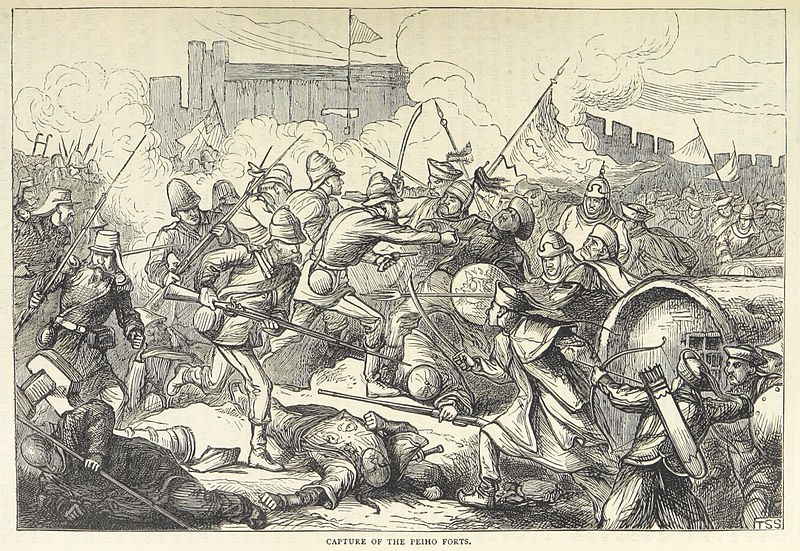 TSS
CAPTURE OF THE PEIHO FORTS.